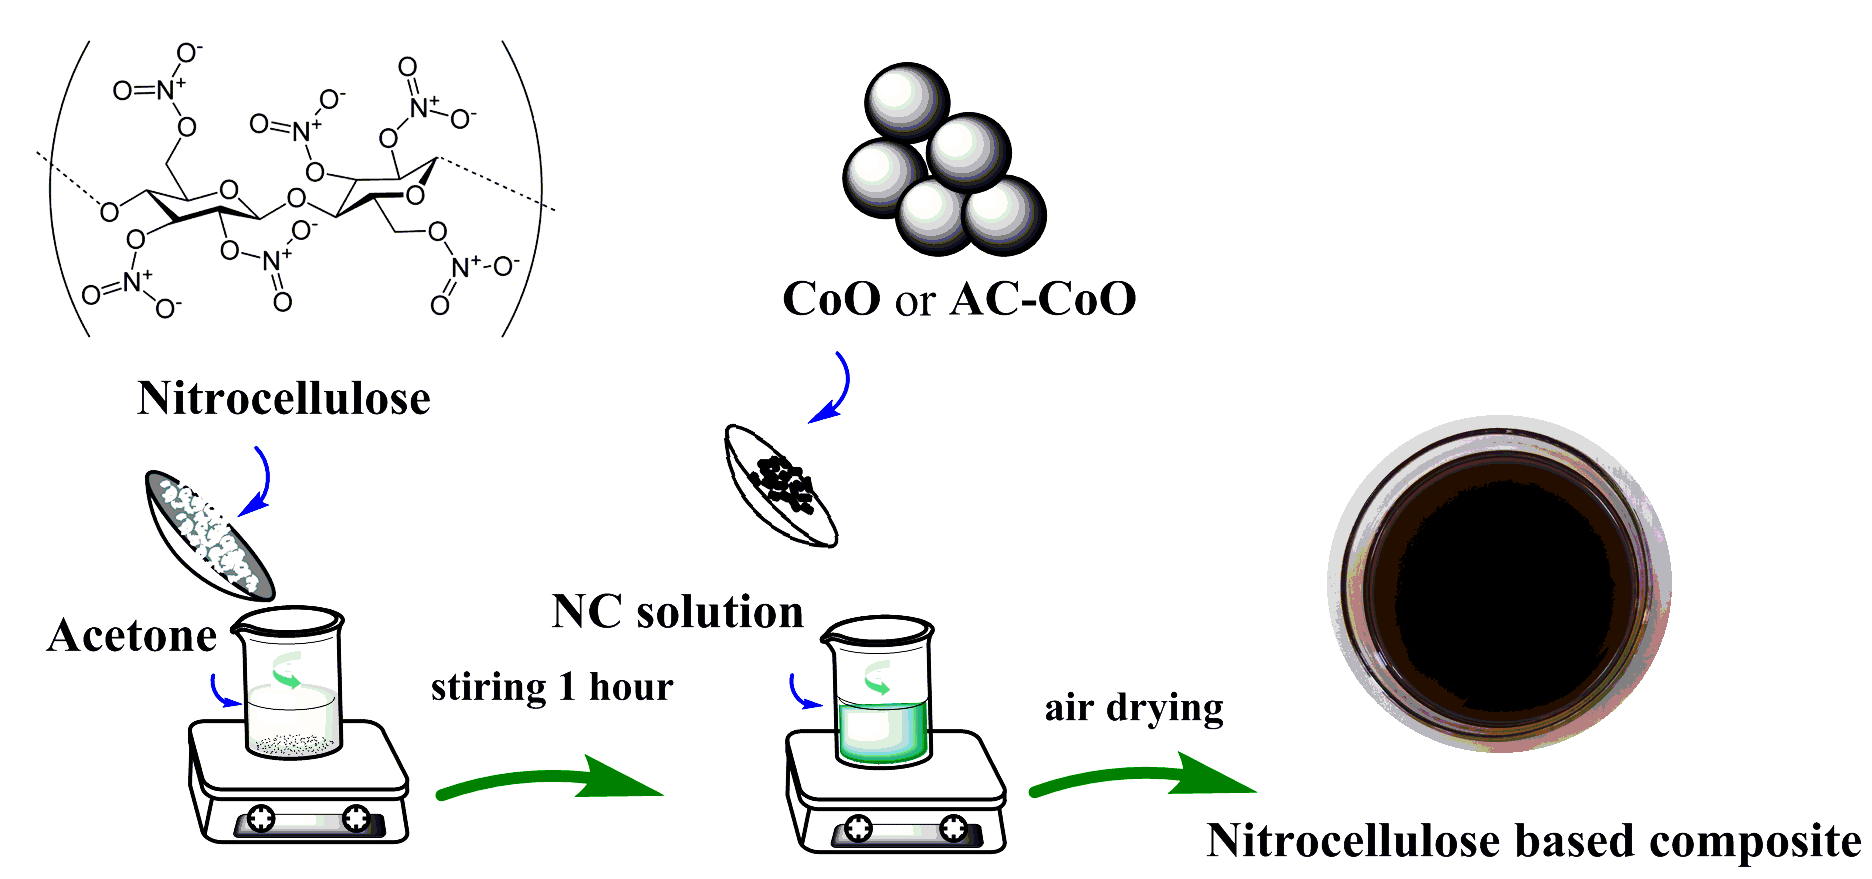 O-
O=N+
O
O=N+
O-
O
O
N+
O-
O
O
O
O
O
O
O
O
N+
O-
O
N+
O-
O
O
N+-O-
O
Nitrocellulose
CoO or AC-CoO
Acetone
stiring 1 hour
NC solution
air drying
Nitrocellulose based composite